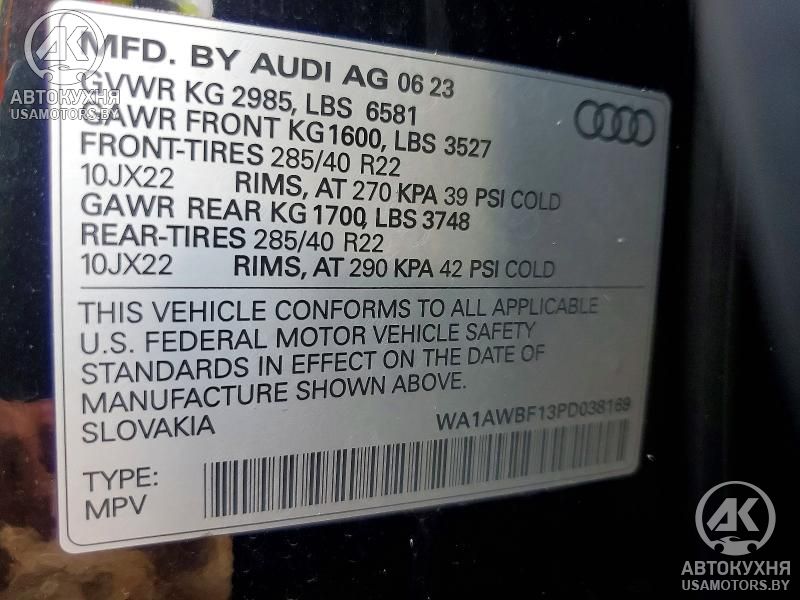 MFD. BY AUDI AG 06 23
GVWR KG 2985, LBS 6581
GAWR FRONT KG1600, LBS 3527
FRONT-TIRES 285/40 R22
10JX22 RIMS, AT 270 KPA 39 PSI COLD
GAWR REAR KG 1700, LBS 3748
REAR-TIRES 285/40 R22
10JX22 RIMS, AT 290 KPA 42 PSI COLD
THIS VEHICLE CONFORMS TO ALL APPLICABLE
U.S. FEDERAL MOTOR VEHICLE SAFETY
STANDARDS IN EFFECT ON THE DATE OF
MANUFACTURE SHOWN ABOVE.
SLOVAKIA WA1AWBF13PD038169
TYPE:
MPV
АК
АВТОКУХНЯ
USAMOTORS.BY
АК
АВТОКУХНЯ
USAMOTORS.BY